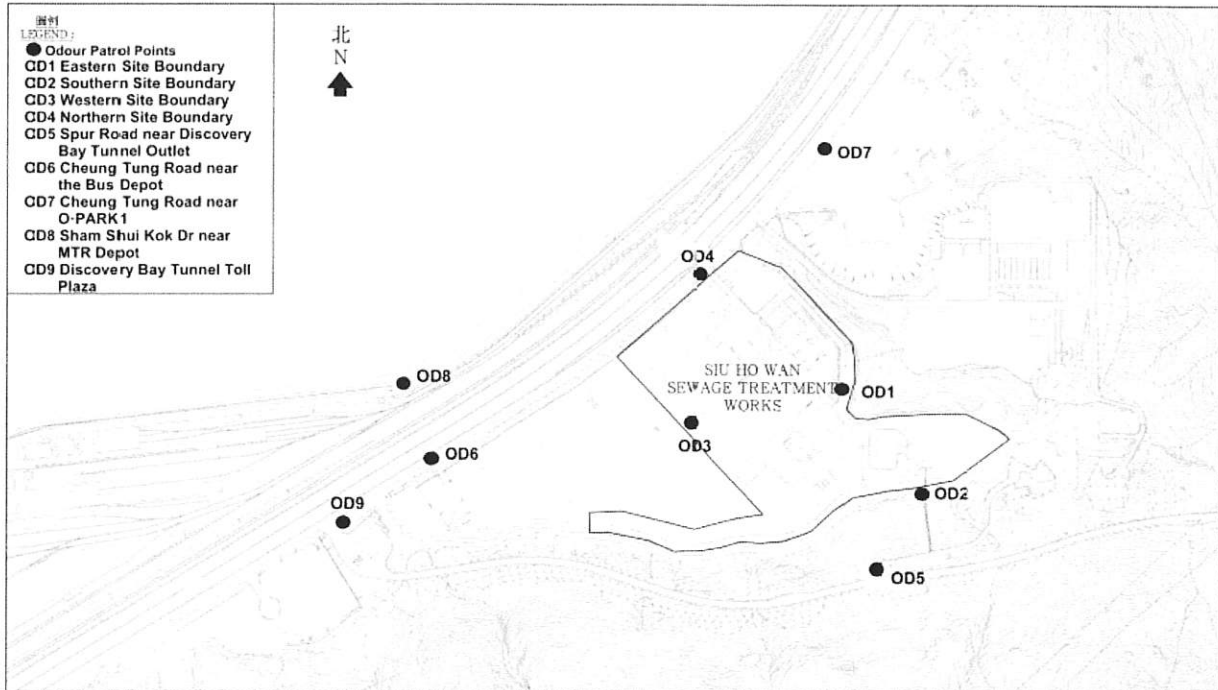 圖例
LEGEND :
Odour Patrol Points
OD1 Eastern Site Boundary
OD2 Southern Site Boundary
OD3 Western Site Boundary
OD4 Northern Site Boundary
OD5 Spur Road near Discovery
Bay Tunnel Outlet
OD6 Cheung Tung Road near
the Bus Depot
OD7 Cheung Tung Road near
O-PARK1
OD8 Sham Shui Kok Dr near
MTR Depot
OD9 Discovery Bay Tunnel Toll
Plaza
北
N
OD7
OD4
SIU HO WAN
SEWAGE TREATMENT
WORKS
OD8
OD1
OD3
OD6
OD2
OD9
OD5